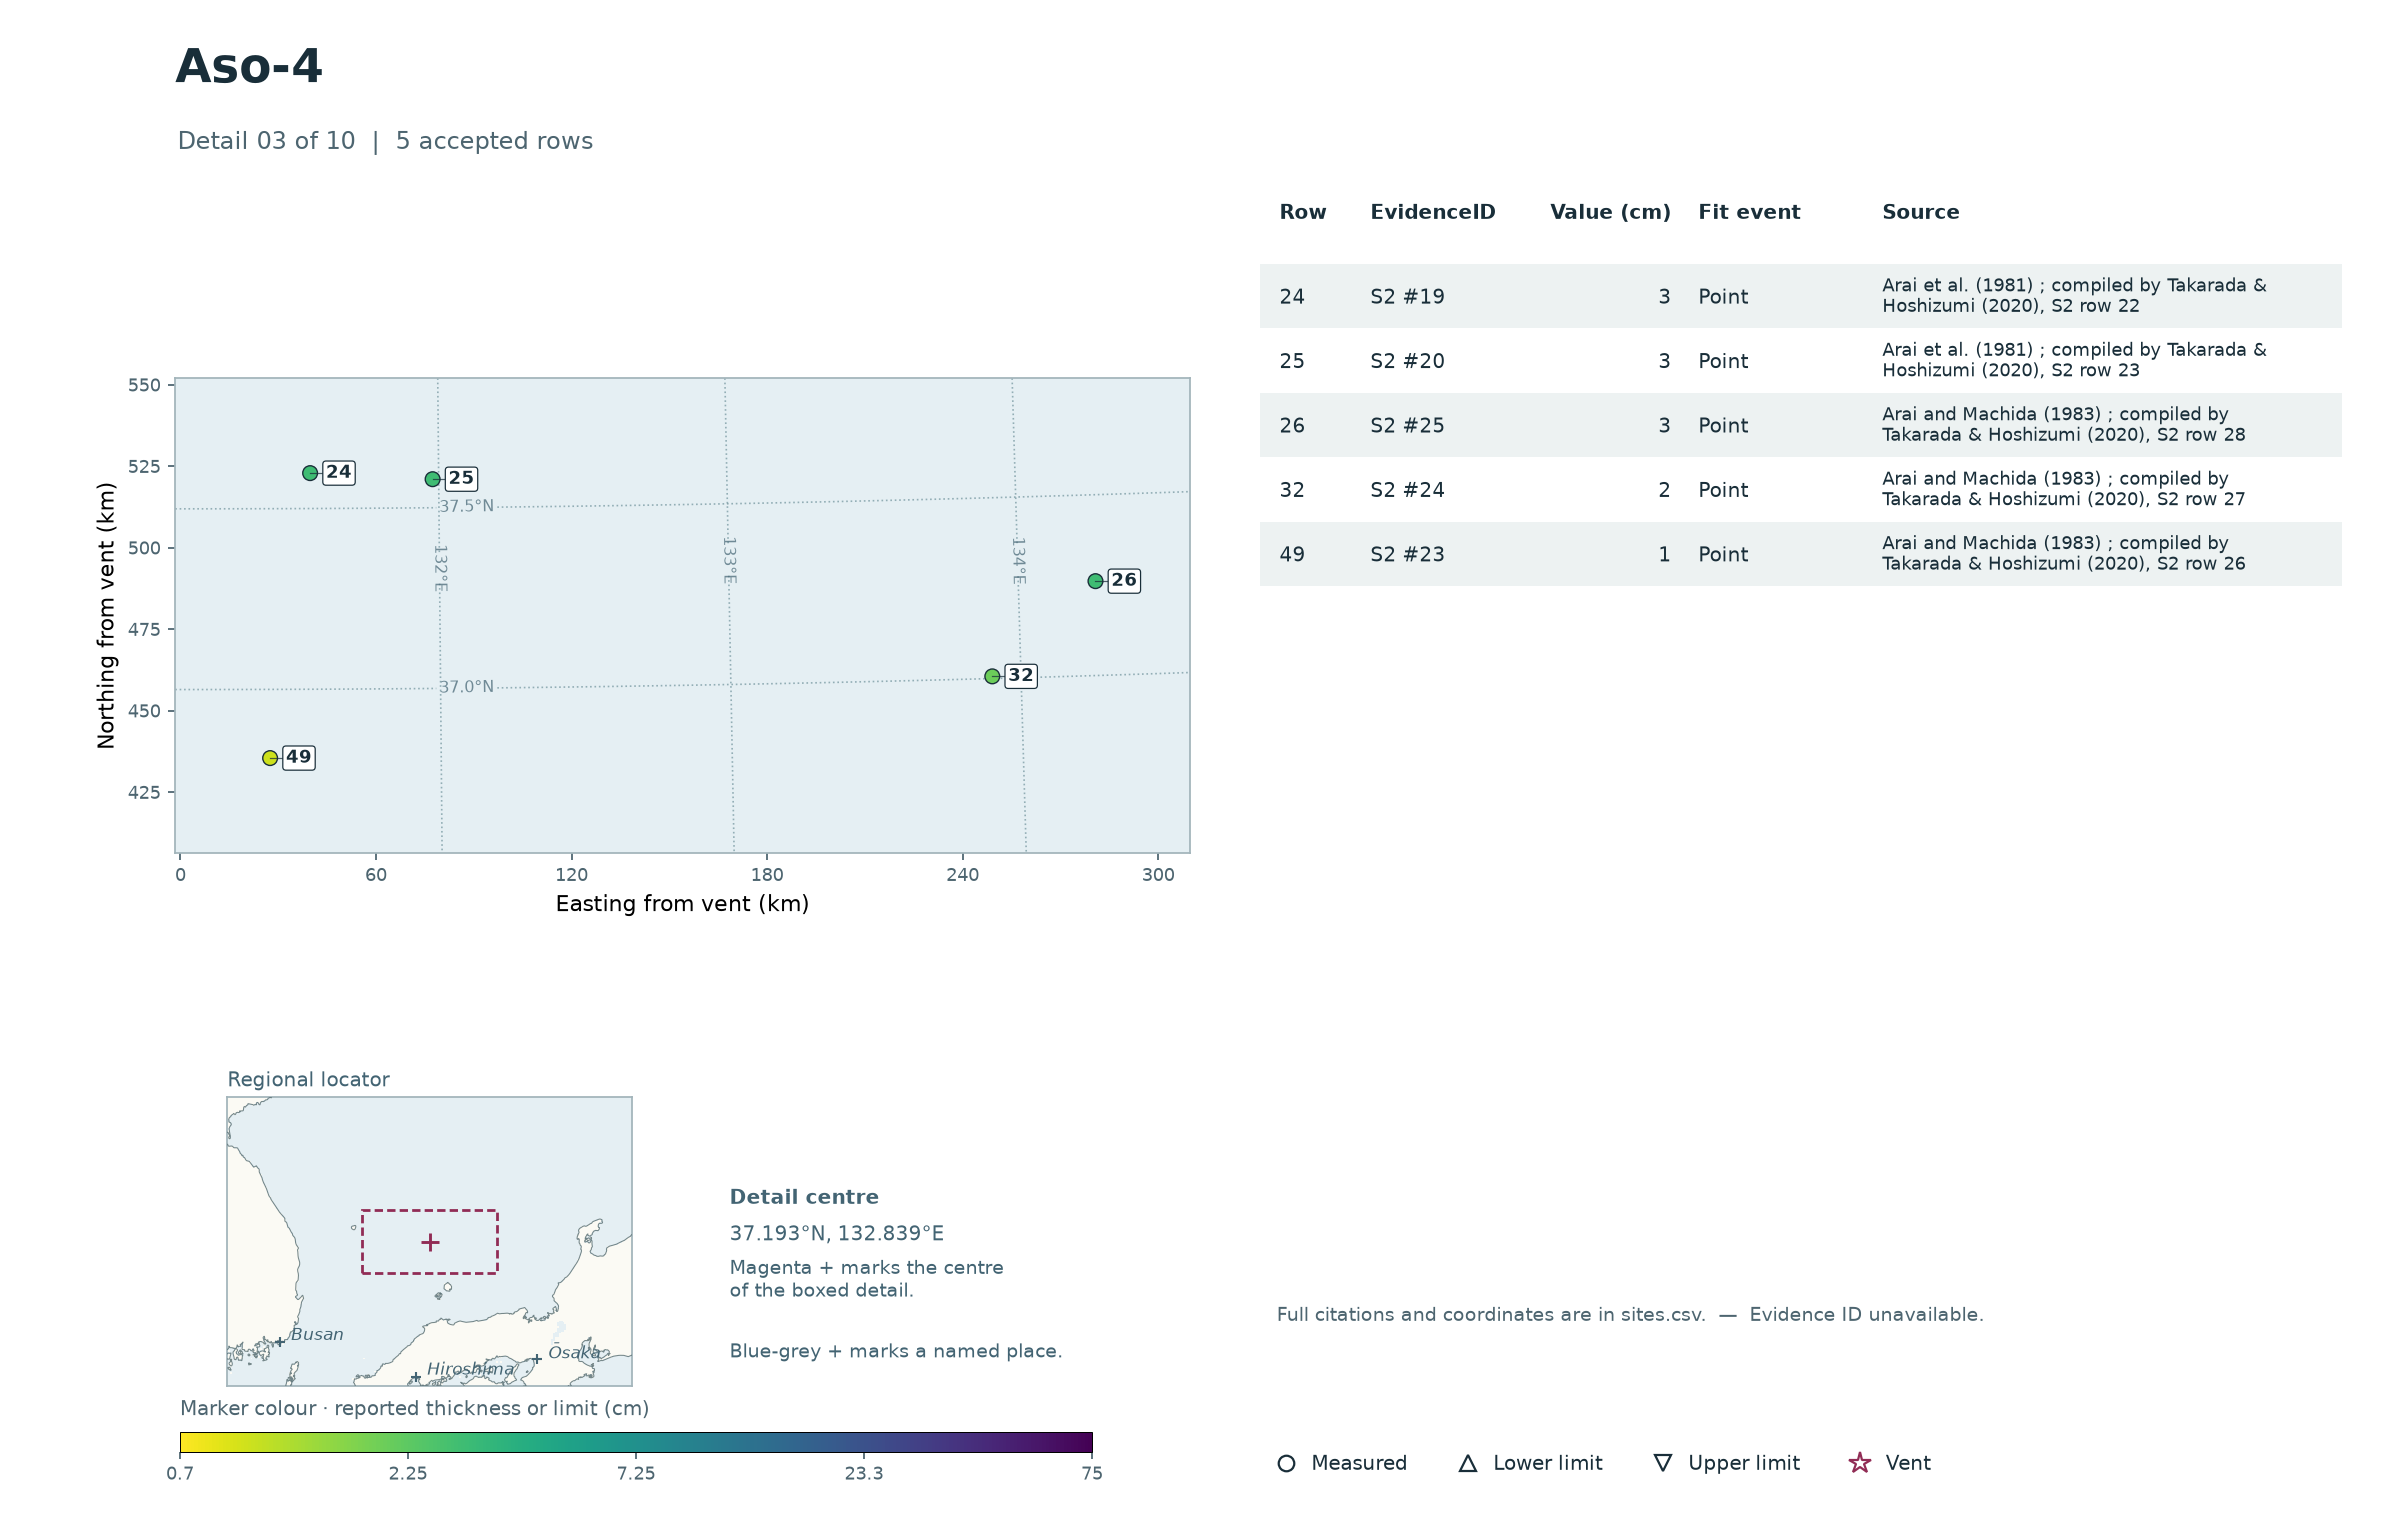 Aso-4
Detail 03 of 10 | 5 accepted rows
Row EvidenceID Value (cm) Fit event Source
24 S2 #19 3 Point Arai et al. (1981) ; compiled by Takarada &
Hoshizumi (2020), S2 row 22
25 S2 #20 3 Point Arai et al. (1981) ; compiled by Takarada &
Hoshizumi (2020), S2 row 23
26 S2 #25 3 Point Arai and Machida (1983) ; compiled by
Takarada & Hoshizumi (2020), S2 row 28
32 S2 #24 2 Point Arai and Machida (1983) ; compiled by
Takarada & Hoshizumi (2020), S2 row 27
49 S2 #23 1 Point Arai and Machida (1983) ; compiled by
Takarada & Hoshizumi (2020), S2 row 26
Northing from vent (km)
550
525
500
475
450
425
24
25
37.5°N
132°E
133°E
134°E
26
37.0°N
32
49
0 60 120 180 240 300
Easting from vent (km)
Regional locator
Busan
Hiroshima
Ōsaka
Detail centre
37.193°N, 132.839°E
Magenta + marks the centre
of the boxed detail.
Blue-grey + marks a named place.
Full citations and coordinates are in sites.csv. — Evidence ID unavailable.
Marker colour · reported thickness or limit (cm)
0.7 2.25 7.25 23.3 75
Measured Lower limit Upper limit Vent